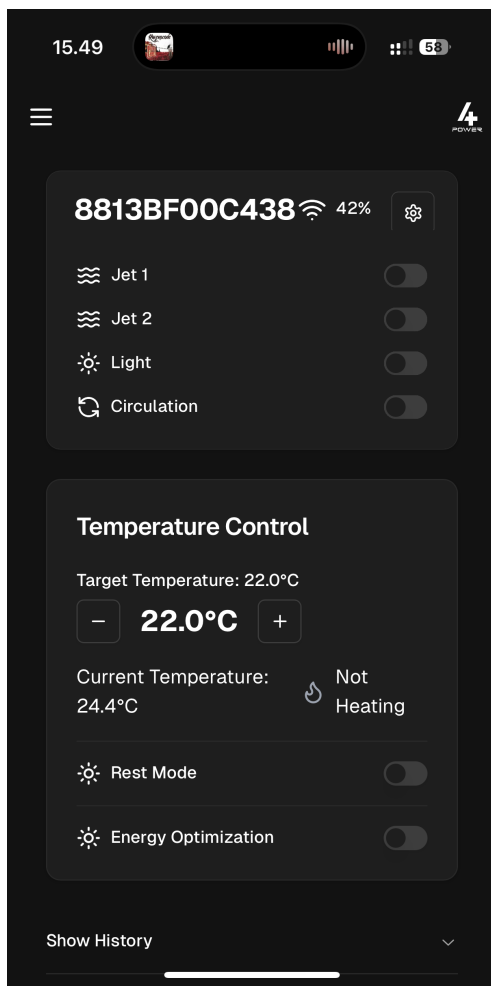 15.49
58
4
POWER
8813BF00C438 42%
Jet 1
Jet 2
Light
Circulation
Temperature Control
Target Temperature: 22.0°C
− 22.0°C +
Current Temperature: Not
24.4°C Heating
Rest Mode
Energy Optimization
Show History